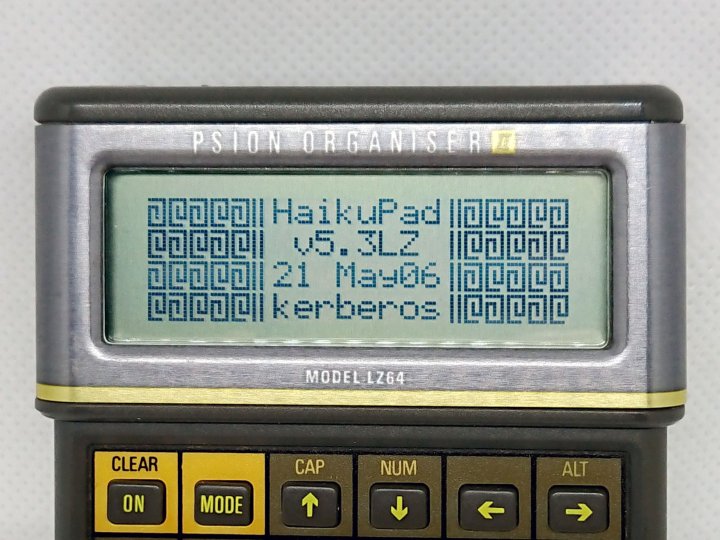 PSION ORGANISER II
HaikuPad
v5.3LZ
21 May06
kerberos
MODEL LZ64
CLEAR CAP NUM ALT
ON MODE ↑ ↓ ← →